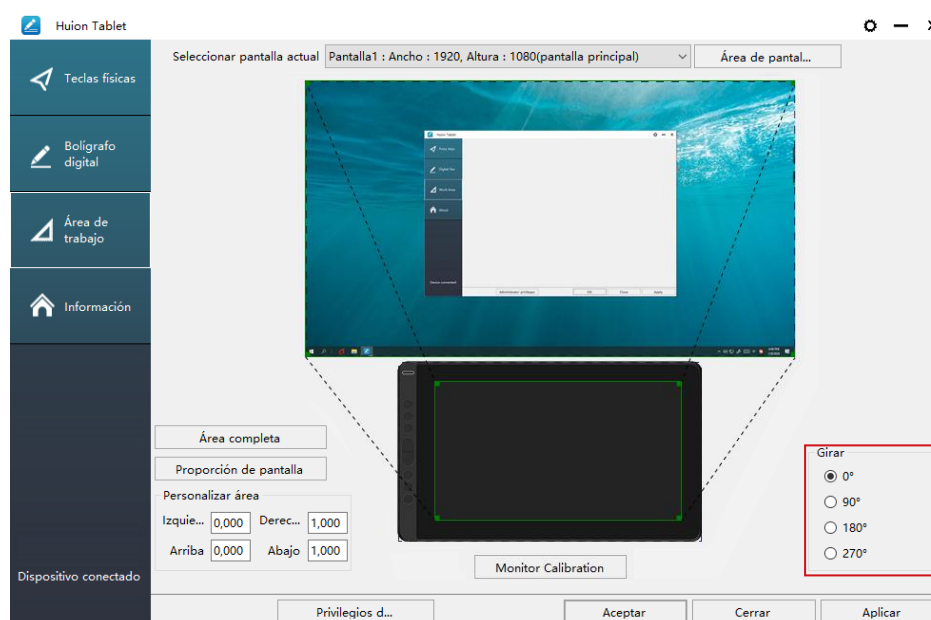 Huion Tablet
Seleccionar pantalla actual Pantalla1 : Ancho : 1920, Altura : 1080(pantalla principal) Área de pantal...
Teclas físicas
Bolígrafo
digital
Área de
trabajo
Información
Dispositivo conectado
Huion Tablet
Área completa
Proporción de pantalla
Personalizar área
Izquie... 0,000 Derec... 1,000
Arriba 0,000 Abajo 1,000
Monitor Calibration
Girar
0°
90°
180°
270°
Privilegios d... Aceptar Cerrar Aplicar